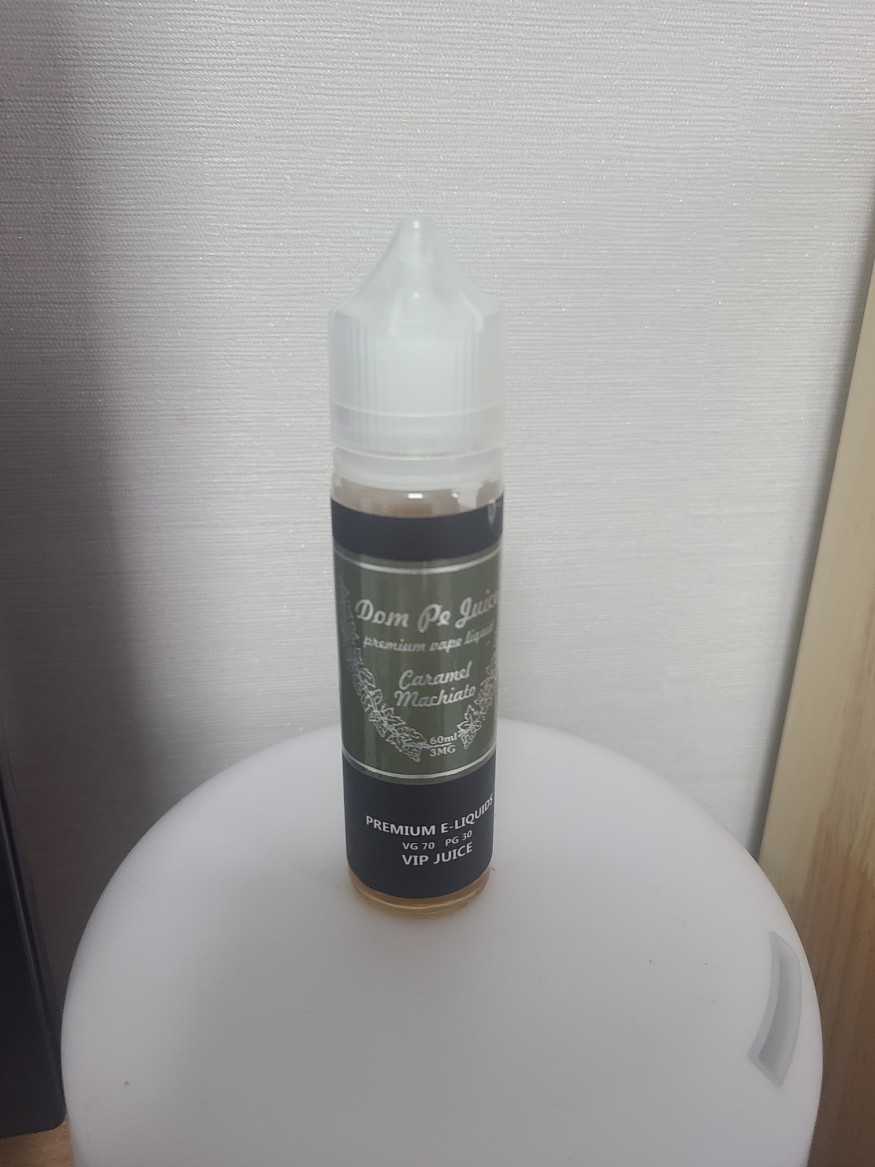 Dom Pe Juice
premium vape liquid
Caramel
Machiato
60ml
3MG
PREMIUM E-LIQUIDS
VG 70 PG 30
VIP JUICE